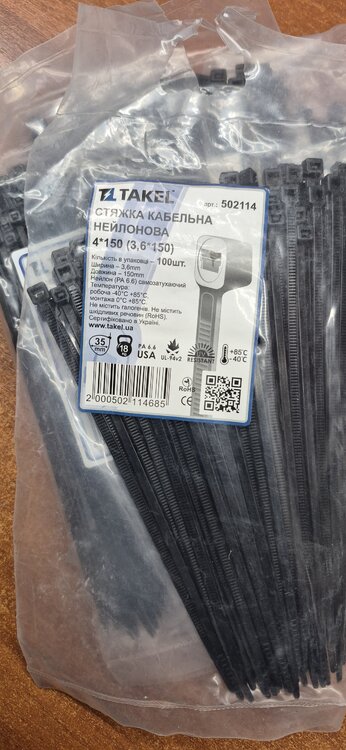 TAKEL
арт.: 502114
СТЯЖКА КАБЕЛЬНА
НЕЙЛОНОВА
4*150 (3,6*150)
Кількість в упаковці – 100шт.
Ширина – 3,6mm
Довжина – 150mm
Нейлон (PA 6.6) самозатухаючий
Температура:
робоча -40°C +85°C,
монтажа 0°C +85°C.
Не містить галогенів. Не містить
шкідливих речовин (RoHS).
Сертифіковано в Україні.
www.takel.ua
35
mm
18
PA 6.6
USA
UL-94v2
RESISTANT
+85°C
-40°C
RoHS
CE
2 000502 114685